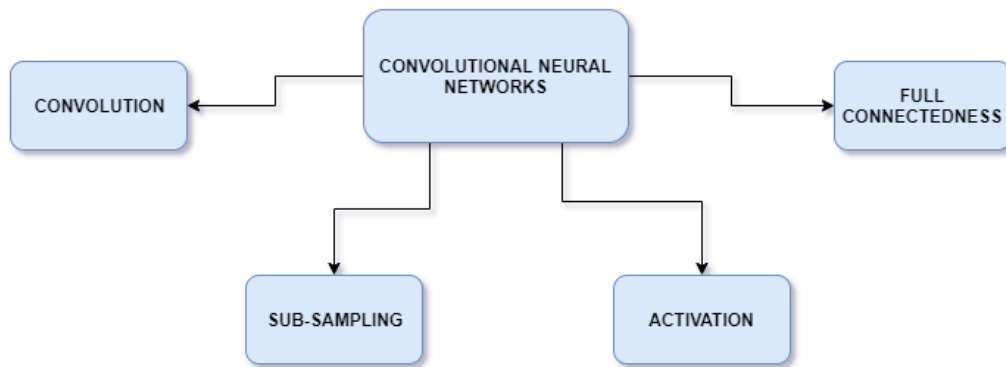 CONVOLUTIONAL NEURAL
NETWORKS
CONVOLUTION
FULL
CONNECTEDNESS
SUB-SAMPLING
ACTIVATION